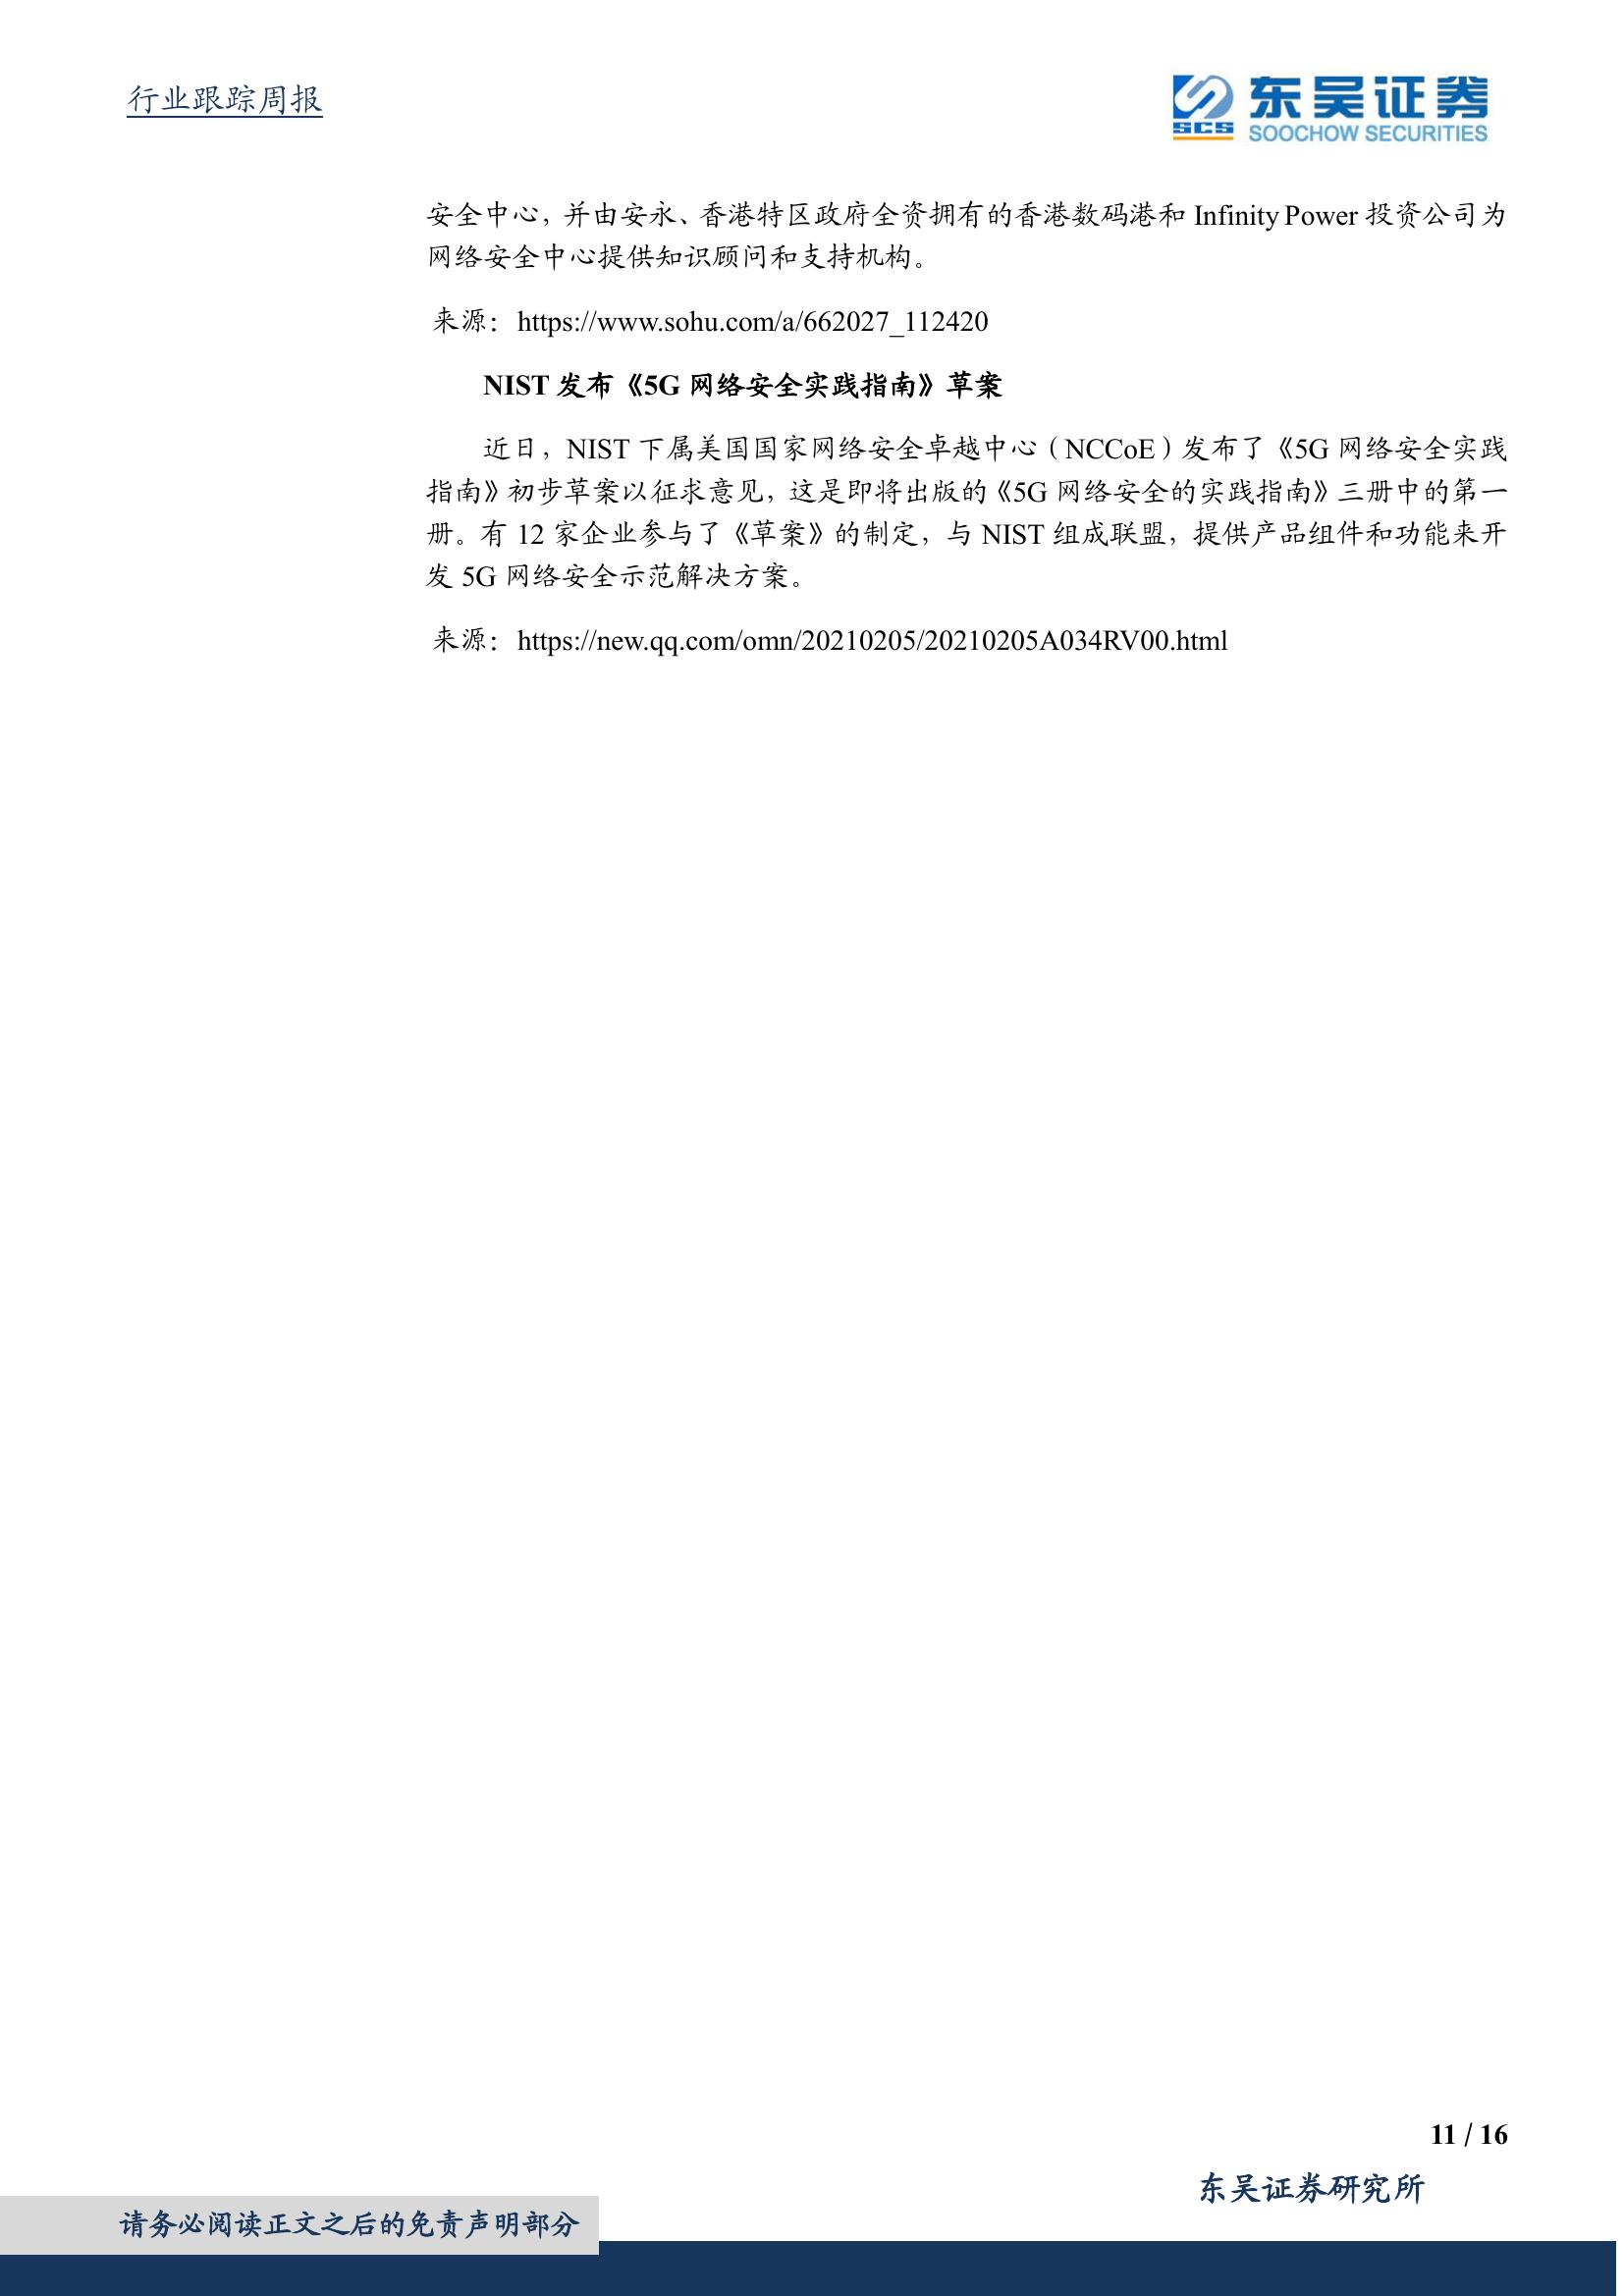 行业跟踪周报
SCS
东吴证券
SOOCHOW SECURITIES
安全中心，并由安永、香港特区政府全资拥有的香港数码港和 Infinity Power 投资公司为
网络安全中心提供知识顾问和支持机构。
来源：https://www.sohu.com/a/662027_112420
NIST 发布《5G 网络安全实践指南》草案
近日，NIST 下属美国国家网络安全卓越中心（NCCoE）发布了《5G 网络安全实践
指南》初步草案以征求意见，这是即将出版的《5G 网络安全的实践指南》三册中的第一
册。有 12 家企业参与了《草案》的制定，与 NIST 组成联盟，提供产品组件和功能来开
发 5G 网络安全示范解决方案。
来源：https://new.qq.com/omn/20210205/20210205A034RV00.html
11 / 16
东吴证券研究所
请务必阅读正文之后的免责声明部分